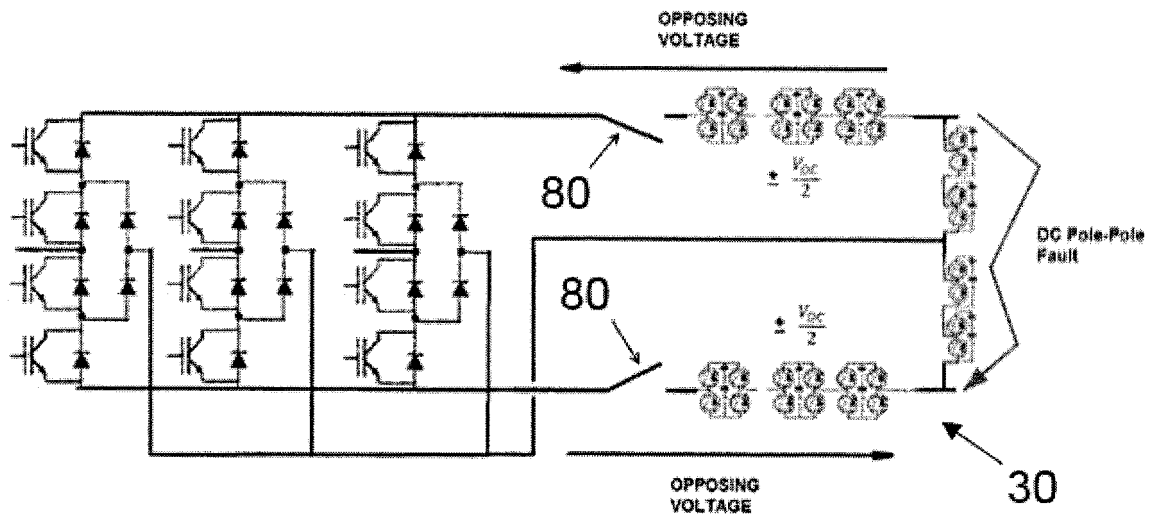 OPPOSING
VOLTAGE
80
± V_DC/2
DC Pole-Pole
Fault
80
± V_DC/2
OPPOSING
VOLTAGE
30